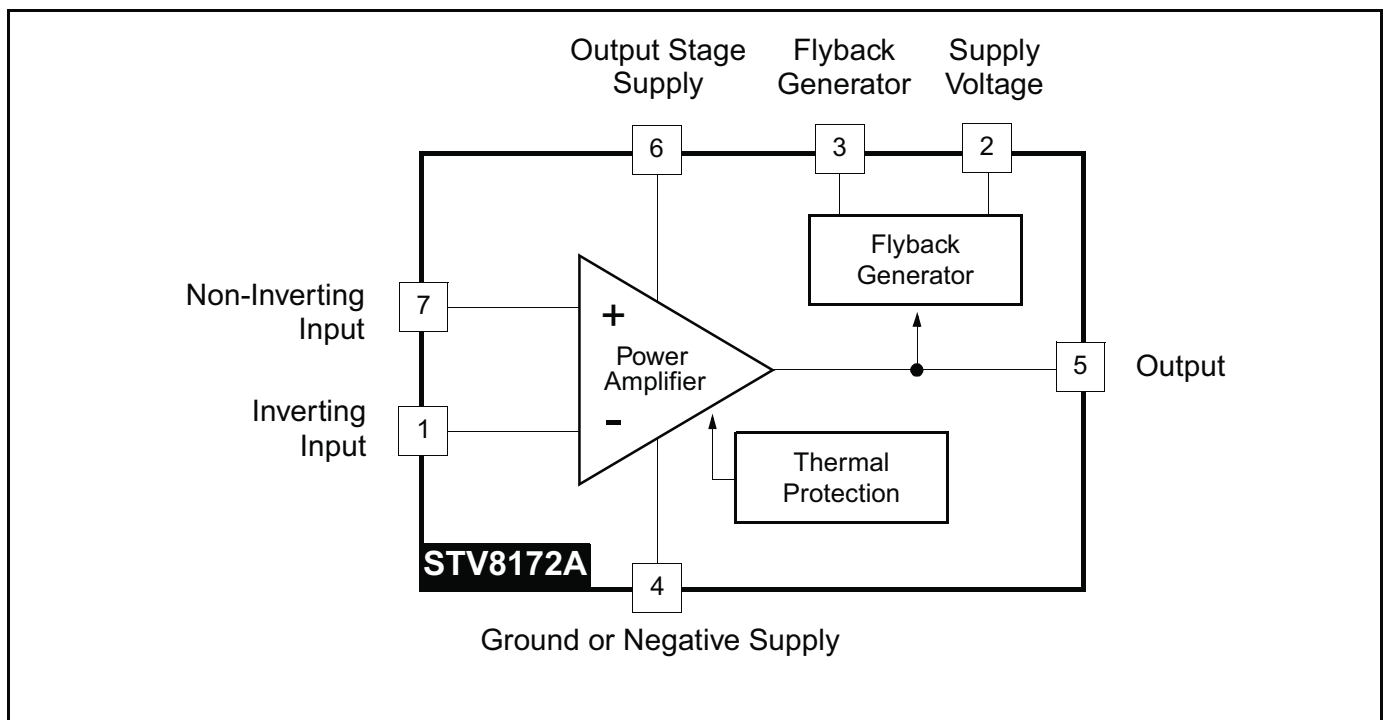 Output Stage
Supply
Flyback
Generator
Supply
Voltage
6
3
2
Flyback
Generator
Non-Inverting
Input
7
+
Power
Amplifier
5
Output
Inverting
Input
1
-
Thermal
Protection
STV8172A
4
Ground or Negative Supply